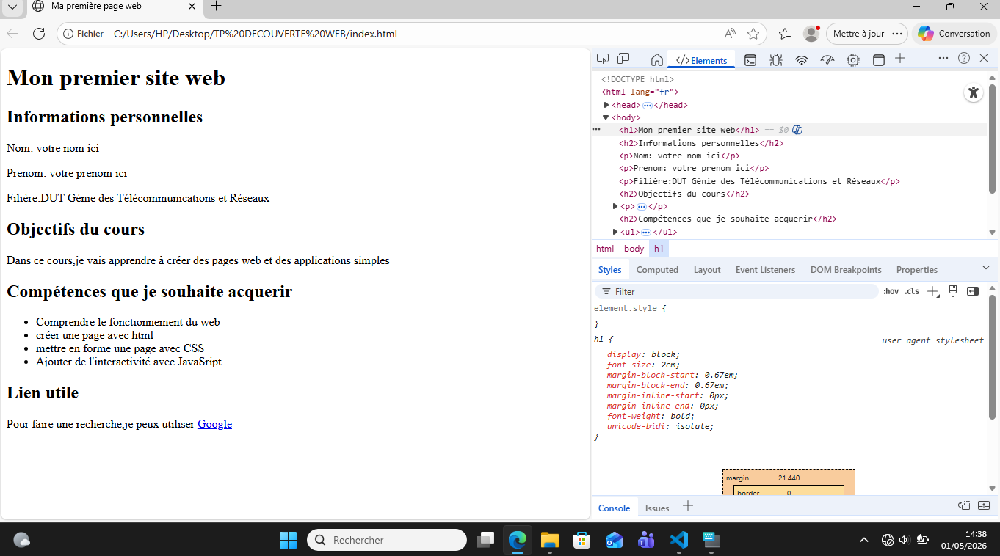 Ma première page web
Fichier
C:/Users/HP/Desktop/TP%20DECOUVERTE%20WEB/index.html
Mettre à jour
Conversation
Mon premier site web
Informations personnelles
Nom: votre nom ici
Prenom: votre prenom ici
Filière:DUT Génie des Télécommunications et Réseaux
Objectifs du cours
Dans ce cours,je vais apprendre à créer des pages web et des applications simples
Compétences que je souhaite acquerir
• Comprendre le fonctionnement du web
• créer une page avec html
• mettre en forme une page avec CSS
• Ajouter de l'interactivité avec JavaSript
Lien utile
Pour faire une recherche,je peux utiliser Google
Elements
<!DOCTYPE html>
<html lang="fr">
<head>…</head>
<body>
<h1>Mon premier site web</h1> == $0
<h2>Informations personnelles</h2>
<p>Nom: votre nom ici</p>
<p>Prenom: votre prenom ici</p>
<p>Filière:DUT Génie des Télécommunications et Réseaux</p>
<h2>Objectifs du cours</h2>
<p>…</p>
<h2>Compétences que je souhaite acquerir</h2>
<ul>…</ul>
html body h1
Styles Computed Layout Event Listeners DOM Breakpoints Properties
Filter
:hov .cls
element.style {
}
h1 {
user agent stylesheet
display: block;
font-size: 2em;
margin-block-start: 0.67em;
margin-block-end: 0.67em;
margin-inline-start: 0px;
margin-inline-end: 0px;
font-weight: bold;
unicode-bidi: isolate;
}
margin 21.440
border 0
Console Issues
Rechercher
14:38
01/05/2026